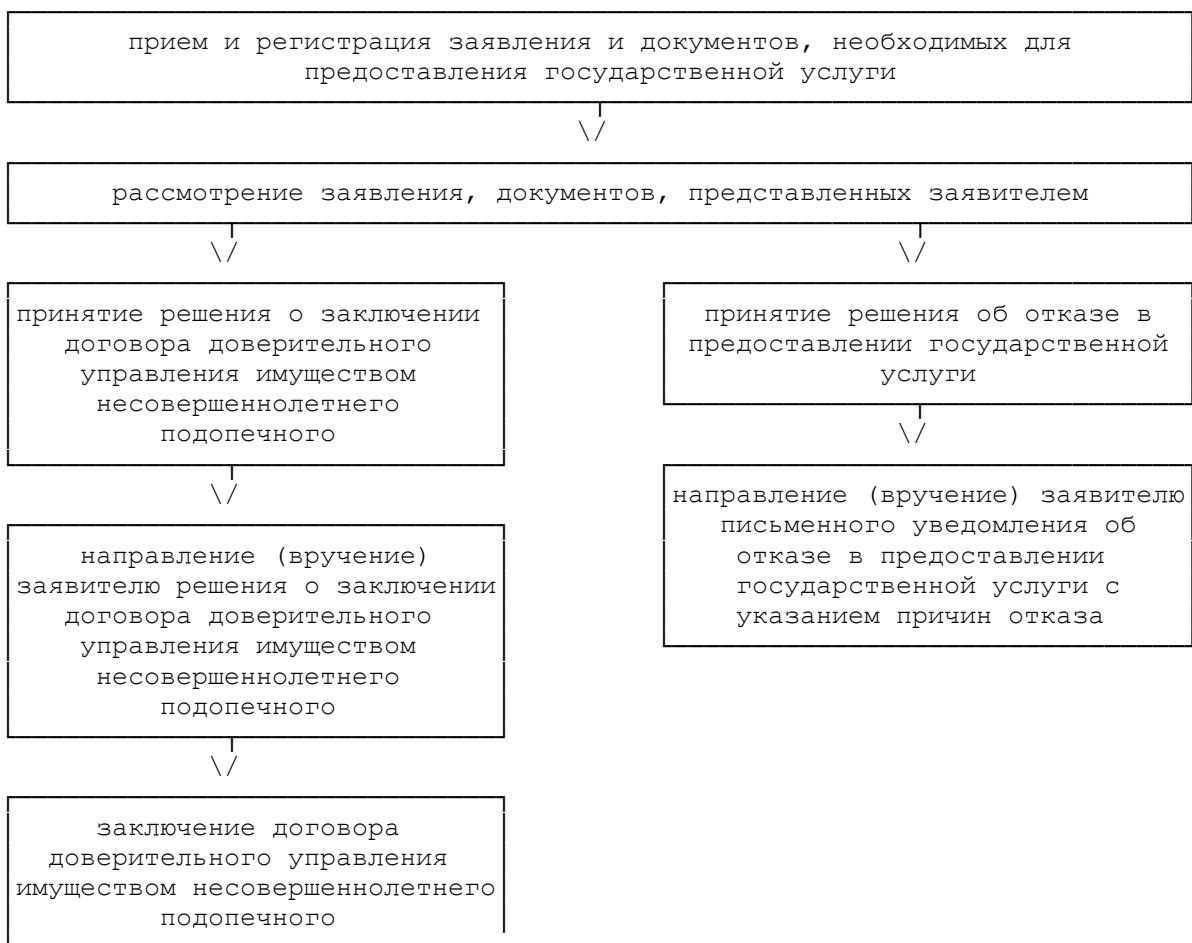 прием и регистрация заявления и документов, необходимых для
предоставления государственной услуги
рассмотрение заявления, документов, представленных заявителем
принятие решения о заключении
договора доверительного
управления имуществом
несовершеннолетнего
подопечного
принятие решения об отказе в
предоставлении государственной
услуги
направление (вручение)
заявителю решения о заключении
договора доверительного
управления имуществом
несовершеннолетнего
подопечного
направление (вручение) заявителю
письменного уведомления об
отказе в предоставлении
государственной услуги с
указанием причин отказа
заключение договора
доверительного управления
имуществом несовершеннолетнего
подопечного